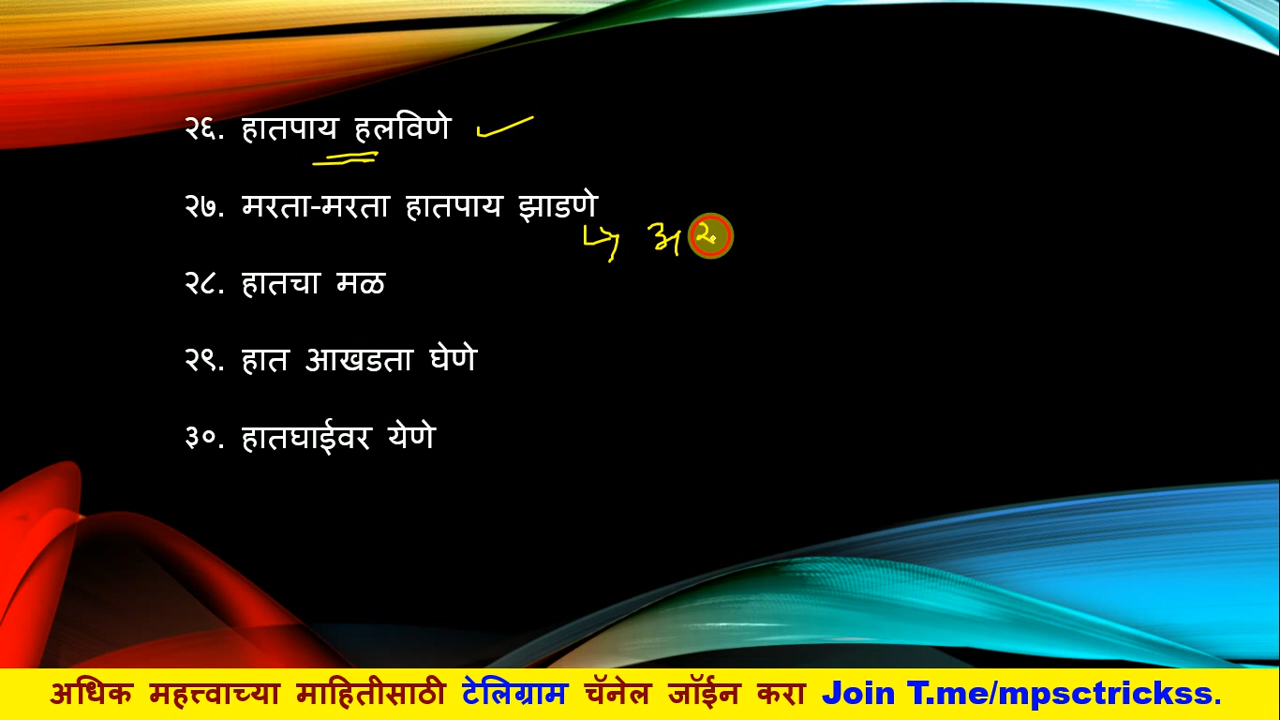 २६. हातपाय हलविणे
२७. मरता-मरता हातपाय झाडणे
२८. हातचा मळ
२९. हात आखडता घेणे
३०. हातघाईवर येणे
अधिक महत्त्वाच्या माहितीसाठी टेलिग्राम चॅनेल जॉईन करा Join T.me/mpsctrickss.